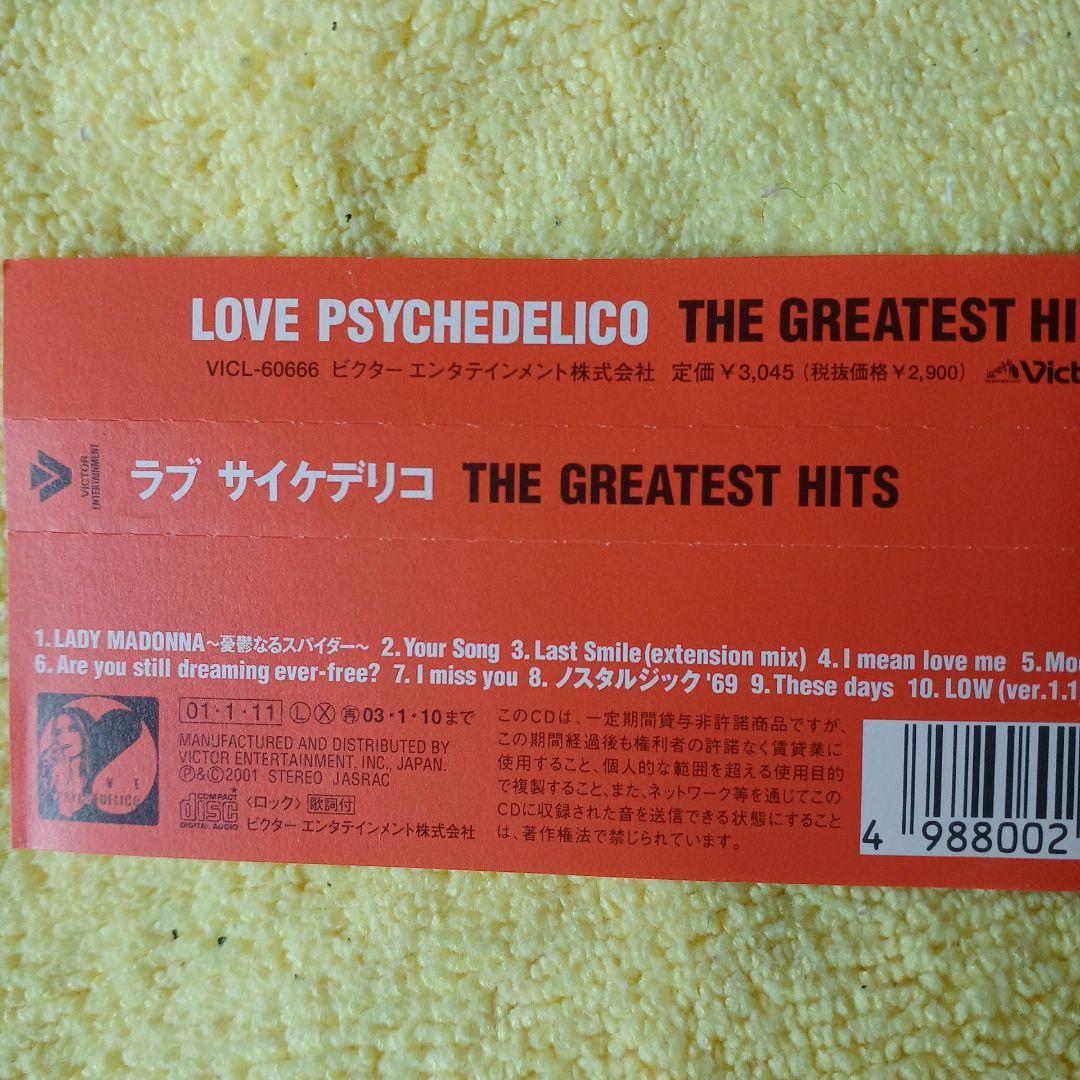 LOVE PSYCHEDELICO THE GREATEST HI
VICL-60666 ビクター エンタテインメント株式会社 定価￥3,045（税抜価格￥2,900） Vict
VICTOR
ENTERTAINMENT
ラブ サイケデリコ THE GREATEST HITS
1. LADY MADONNA〜憂鬱なるスパイダー〜 2. Your Song 3. Last Smile (extension mix) 4. I mean love me 5. Mo
6. Are you still dreaming ever-free? 7. I miss you 8. ノスタルジック '69 9. These days 10. LOW (ver.1.1
01・1・11 Ⓛ Ⓧ ㊢03・1・10まで
MANUFACTURED AND DISTRIBUTED BY
VICTOR ENTERTAINMENT, INC., JAPAN.
Ⓟ&Ⓒ2001 STEREO JASRAC
COMPACT
disc
DIGITAL AUDIO
〈ロック〉 歌詞付
ビクター エンタテインメント株式会社
LOVE
PSYCHEDELICO
このCDは、一定期間貸与非許諾商品ですが、
この期間経過後も権利者の許諾なく賃貸業に
使用すること、個人的な範囲を超える使用目的
で複製すること、また、ネットワーク等を通じてこの
CDに収録された音を送信できる状態にすること
は、著作権法で禁じられています。
4 988002